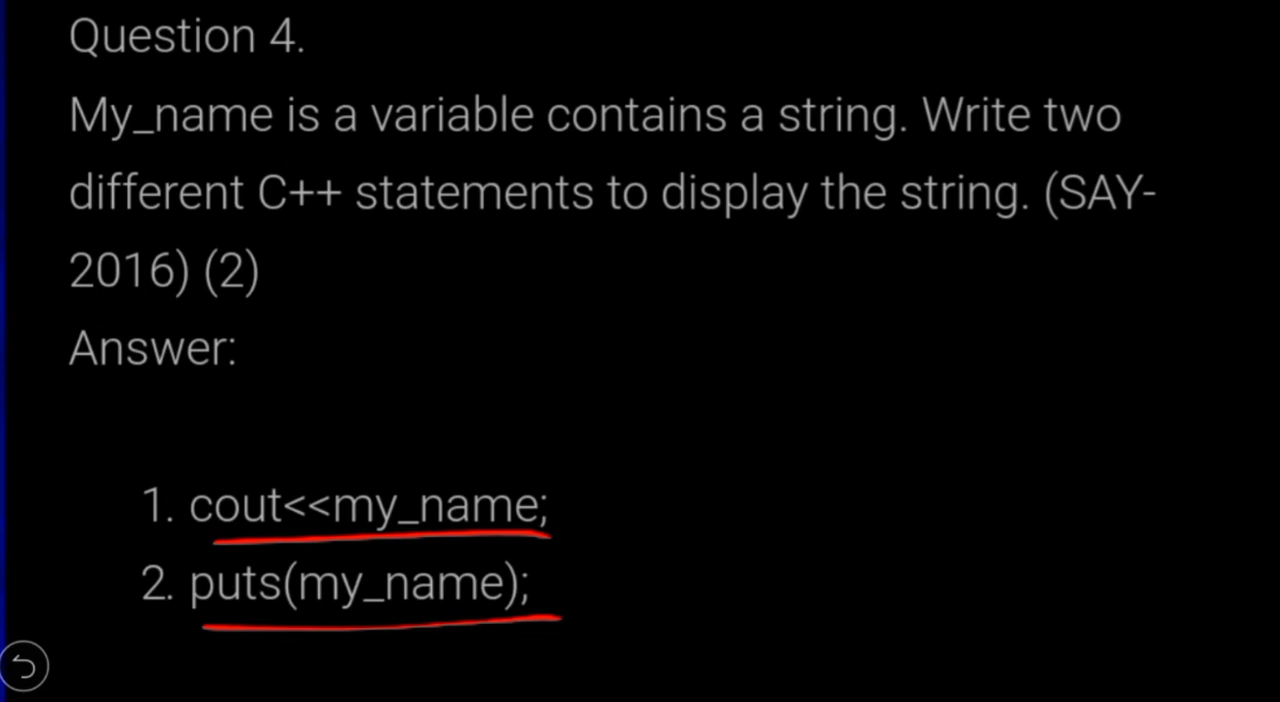 Question 4.
My_name is a variable contains a string. Write two
different C++ statements to display the string. (SAY-
2016) (2)
Answer:
1. cout<<my_name;
2. puts(my_name);